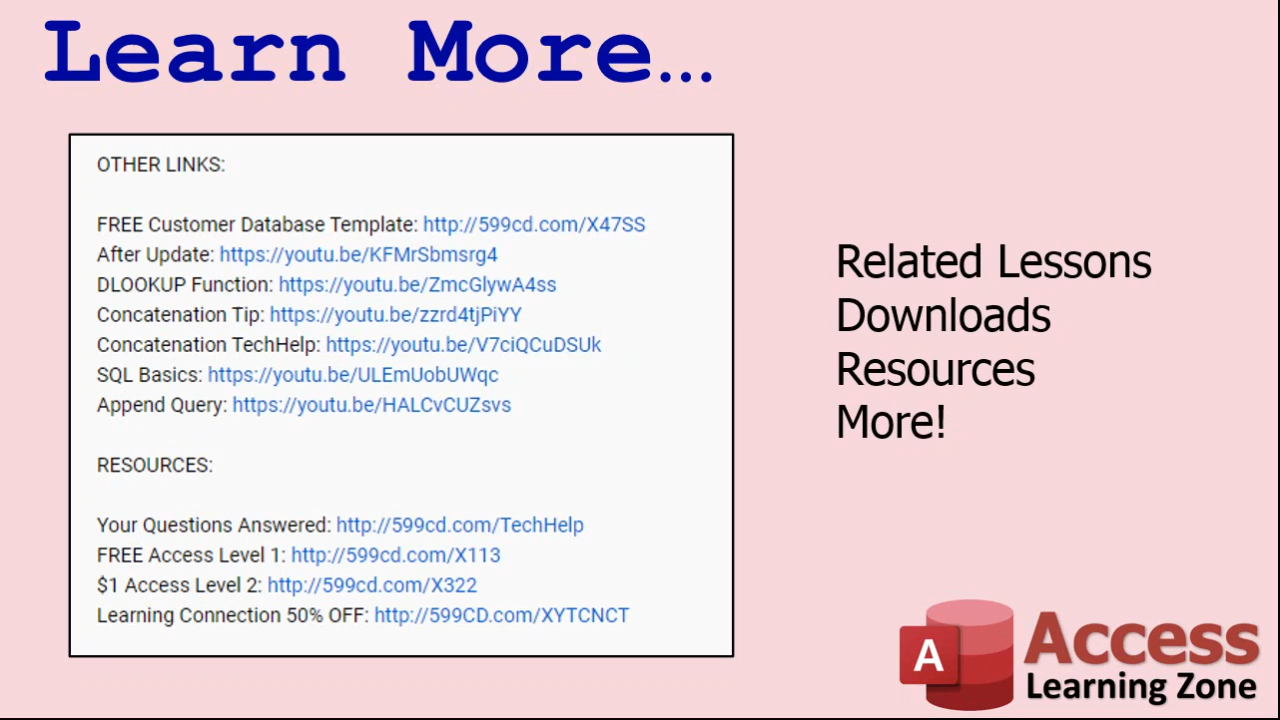 Learn More...
OTHER LINKS:
FREE Customer Database Template: http://599cd.com/X47SS
After Update: https://youtu.be/KFMrSbmsrg4
DLOOKUP Function: https://youtu.be/ZmcGlywA4ss
Concatenation Tip: https://youtu.be/zzrd4tjPiYY
Concatenation TechHelp: https://youtu.be/V7ciQCuDSUk
SQL Basics: https://youtu.be/ULEmUobUWqc
Append Query: https://youtu.be/HALCvCUZsvs
RESOURCES:
Your Questions Answered: http://599cd.com/TechHelp
FREE Access Level 1: http://599cd.com/X113
$1 Access Level 2: http://599cd.com/X322
Learning Connection 50% OFF: http://599CD.com/XYTCNCT
Related Lessons
Downloads
Resources
More!
A
Access
Learning Zone